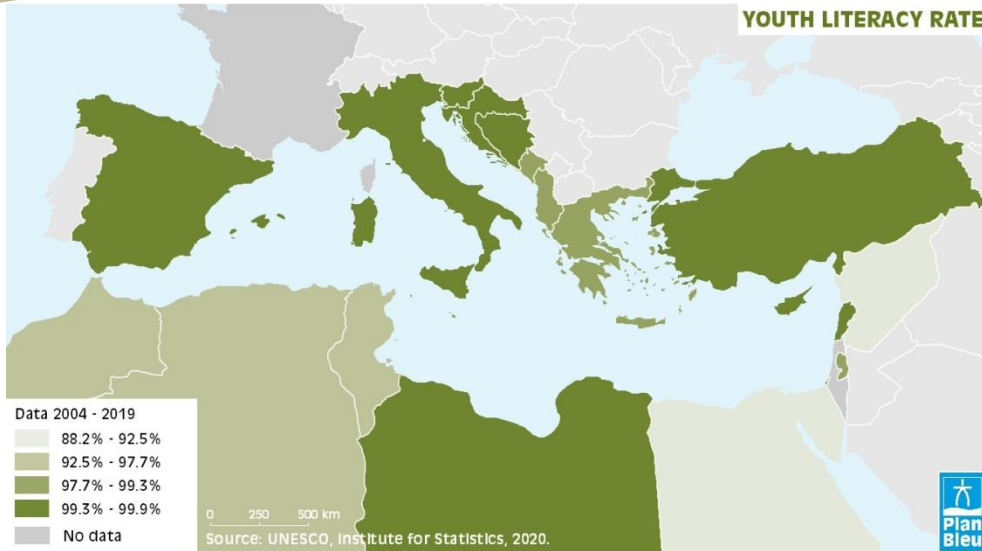 YOUTH LITERACY RATE
Data 2004 - 2019
88.2% - 92.5%
92.5% - 97.7%
97.7% - 99.3%
99.3% - 99.9%
No data
0 250 500 km
Source: UNESCO, Institute for Statistics, 2020.
Plan
Bleu